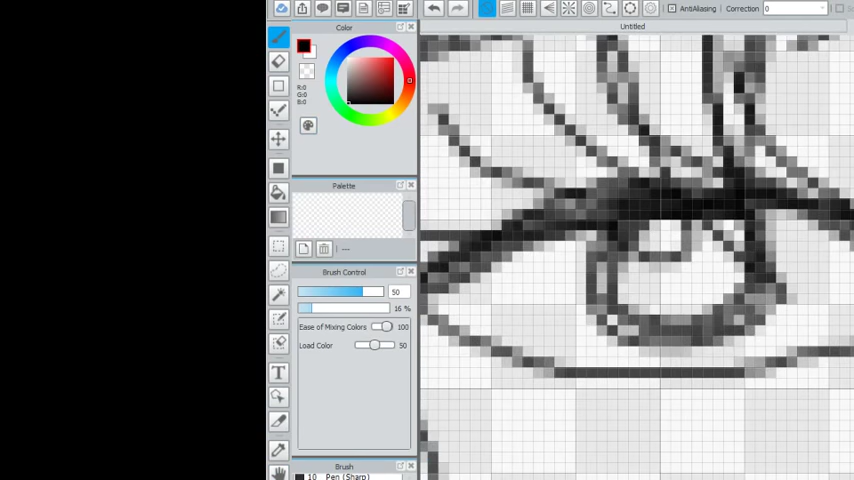 AntiAliasing Correction 0
Color
Untitled
R:0
G:0
B:0
Palette
---
Brush Control
50
16 %
Ease of Mixing Colors 100
Load Color 50
Brush
10 Pen (Sharp)